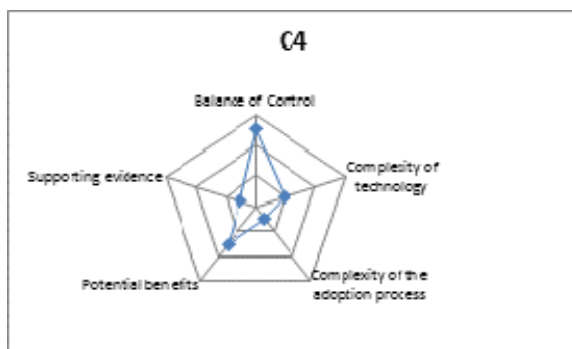 C4
Balance of Control
Complexity of
technology
Complexity of the
adoption process
Potential benefits
Supporting evidence